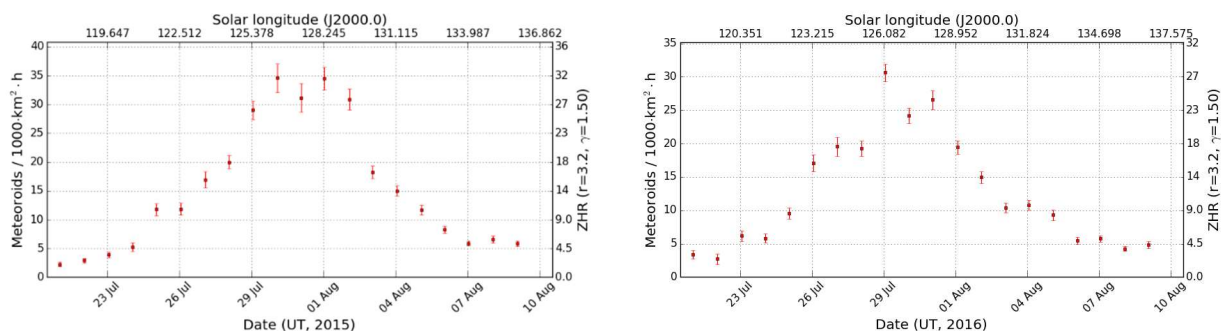 Solar longitude (J2000.0)
119.647 122.512 125.378 128.245 131.115 133.987 136.862
40
35
30
25
20
15
10
5
0
Meteoroids / 1000·km²·h
36
32
27
23
18
14
9.0
4.5
0.0
ZHR (r=3.2, γ=1.50)
23 Jul 26 Jul 29 Jul 01 Aug 04 Aug 07 Aug 10 Aug
Date (UT, 2015)
Solar longitude (J2000.0)
120.351 123.215 126.082 128.952 131.824 134.698 137.575
35
30
25
20
15
10
5
0
Meteoroids / 1000·km²·h
32
27
23
18
14
9.0
4.5
0.0
ZHR (r=3.2, γ=1.50)
23 Jul 26 Jul 29 Jul 01 Aug 04 Aug 07 Aug 10 Aug
Date (UT, 2016)